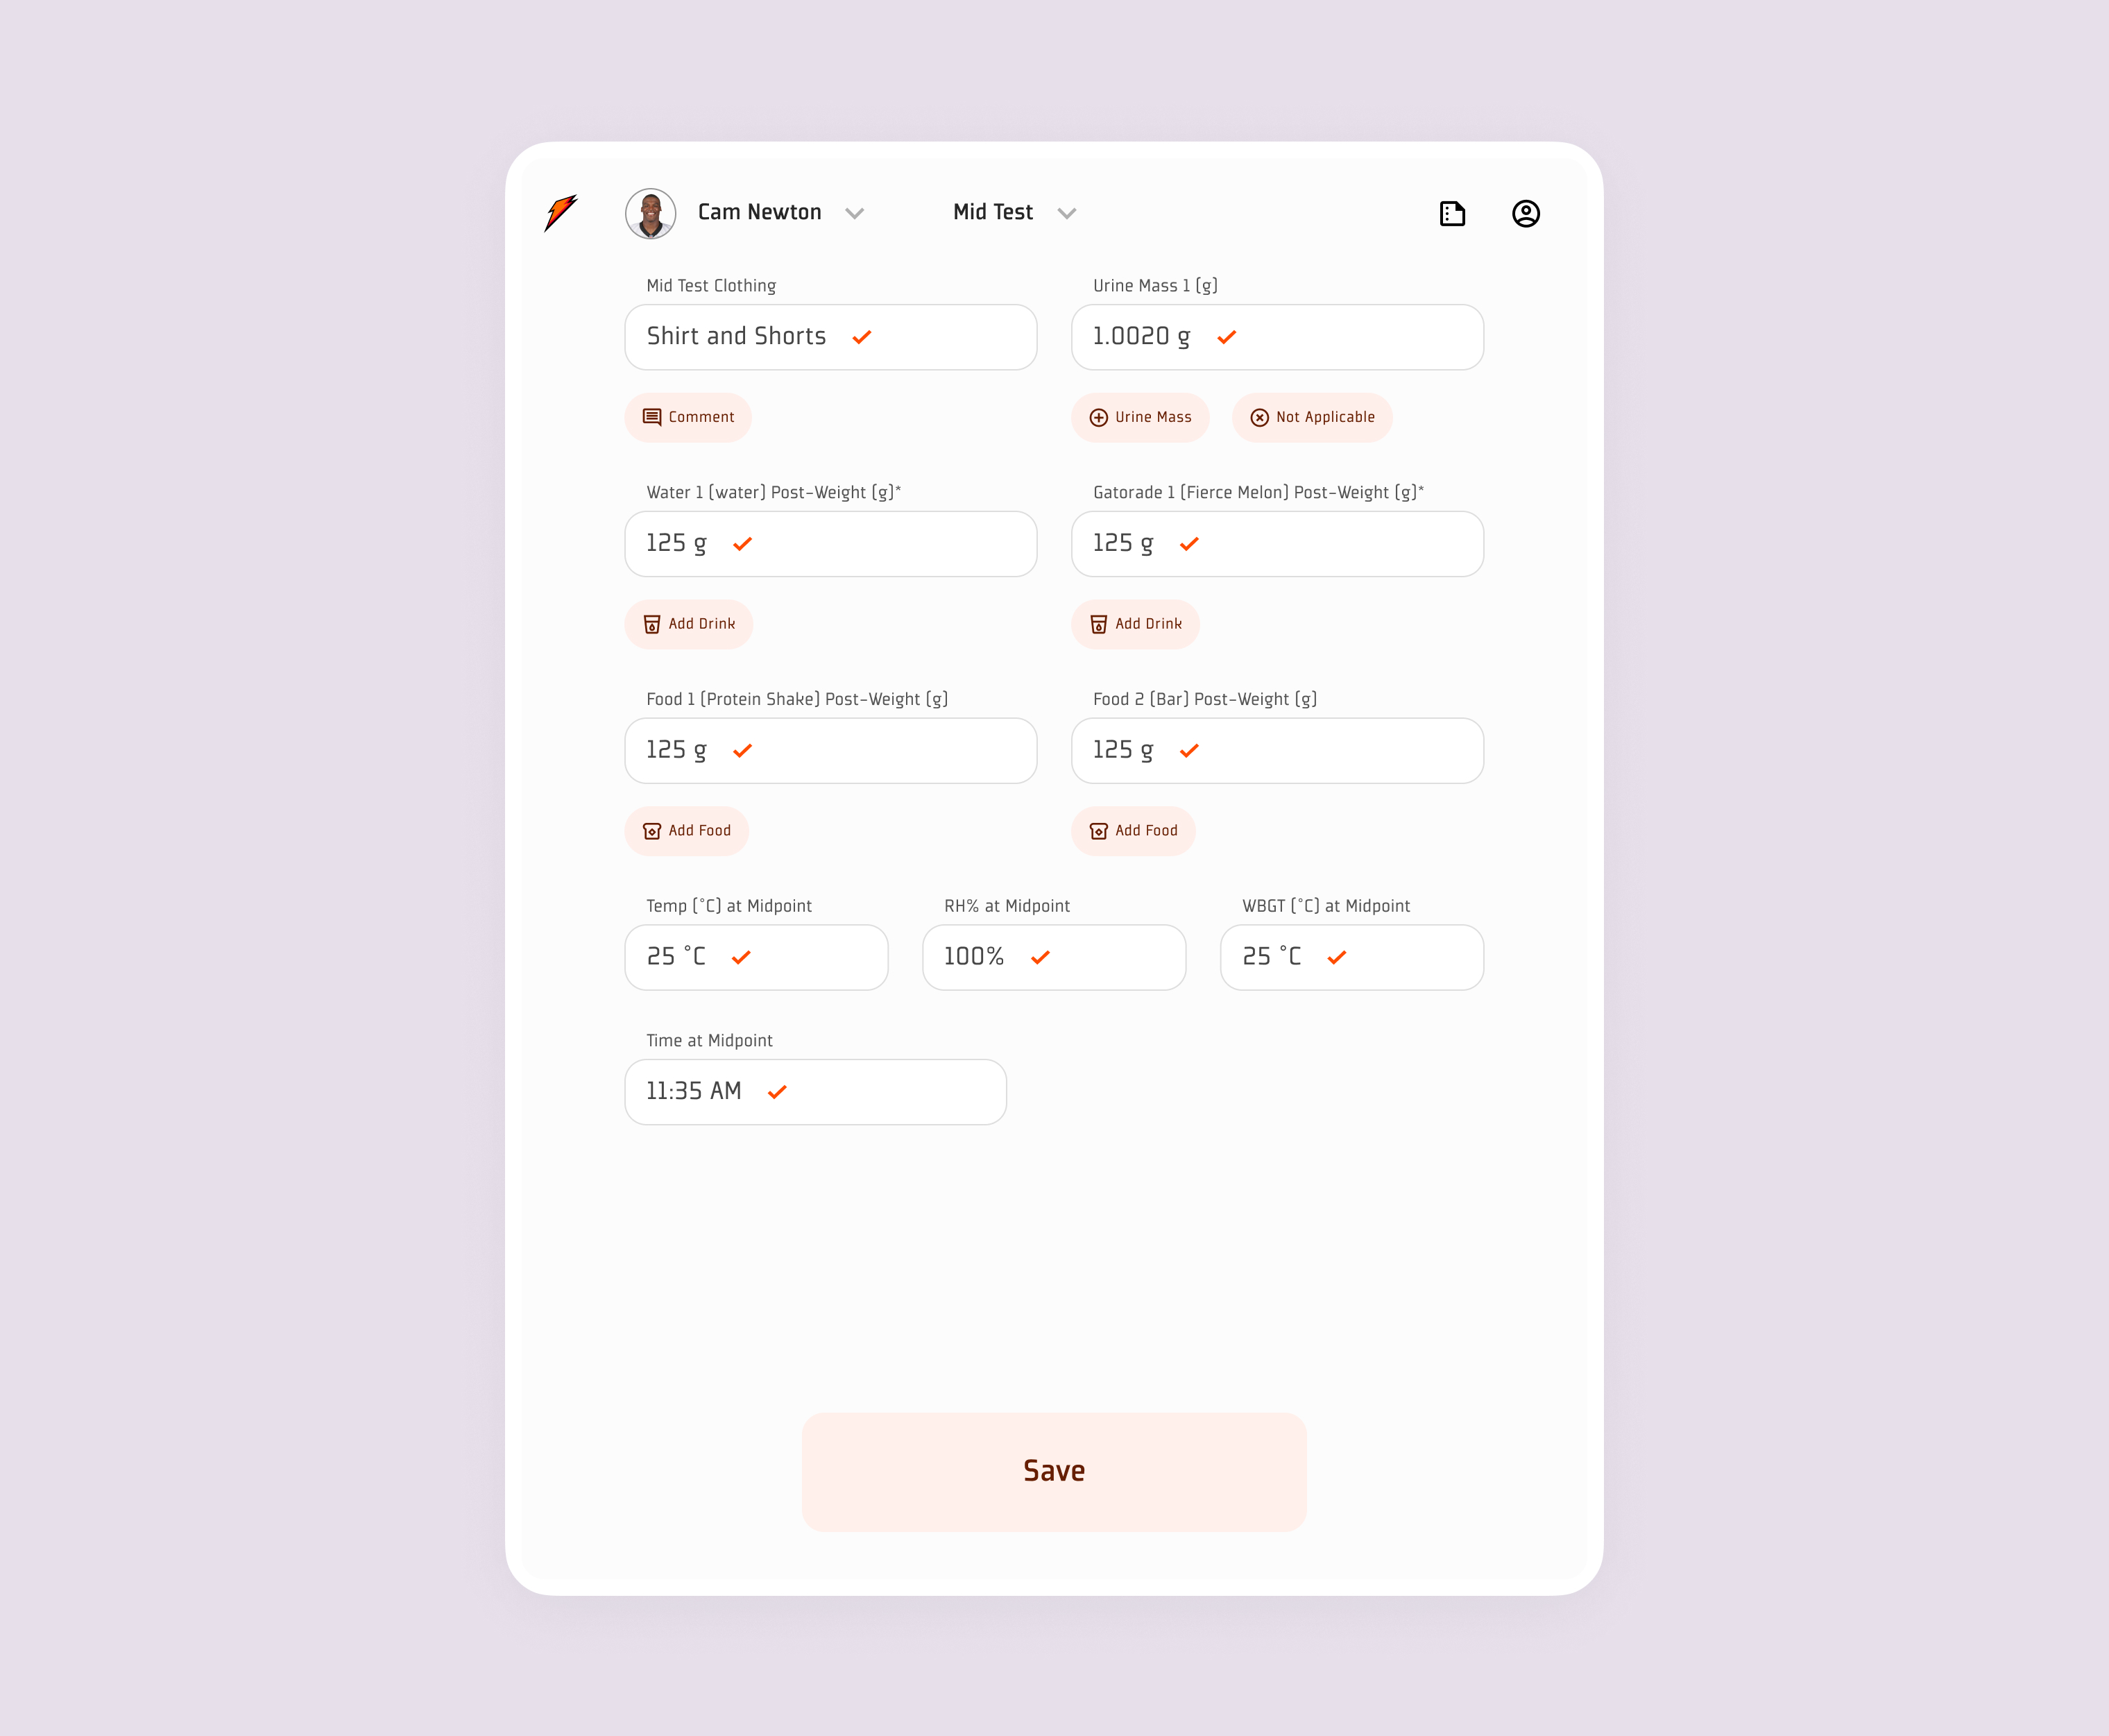 Cam Newton
Mid Test
Mid Test Clothing
Urine Mass 1 (g)
Shirt and Shorts
1.0020 g
Comment
Urine Mass
Not Applicable
Water 1 (water) Post-Weight (g)*
Gatorade 1 (Fierce Melon) Post-Weight (g)*
125 g
125 g
Add Drink
Add Drink
Food 1 (Protein Shake) Post-Weight (g)
Food 2 (Bar) Post-Weight (g)
125 g
125 g
Add Food
Add Food
Temp (°C) at Midpoint
RH% at Midpoint
WBGT (°C) at Midpoint
25 °C
100%
25 °C
Time at Midpoint
11:35 AM
Save